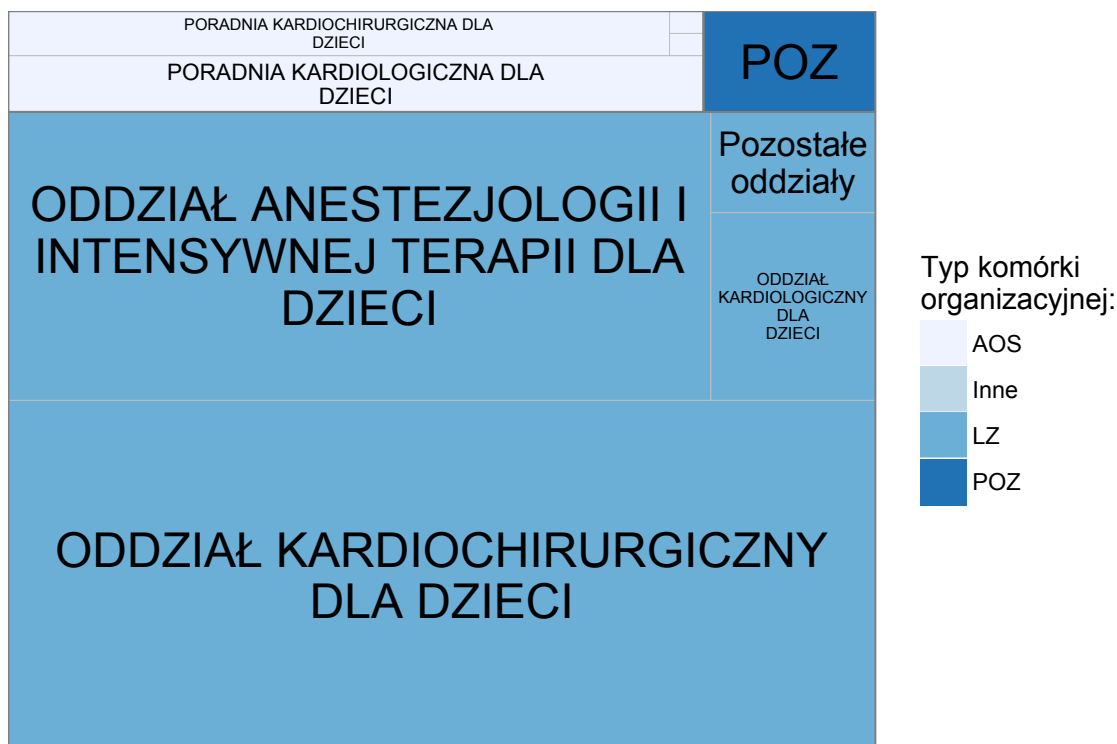 PORADNIA KARDIOCHIRURGICZNA DLA
DZIECI
PORADNIA KARDIOLOGICZNA DLA
DZIECI
POZ
ODDZIAŁ ANESTEZJOLOGII I
INTENSYWNEJ TERAPII DLA
DZIECI
Pozostałe
oddziały
ODDZIAŁ
KARDIOLOGICZNY
DLA
DZIECI
ODDZIAŁ KARDIOCHIRURGICZNY
DLA DZIECI
Typ komórki
organizacyjnej:
AOS
Inne
LZ
POZ